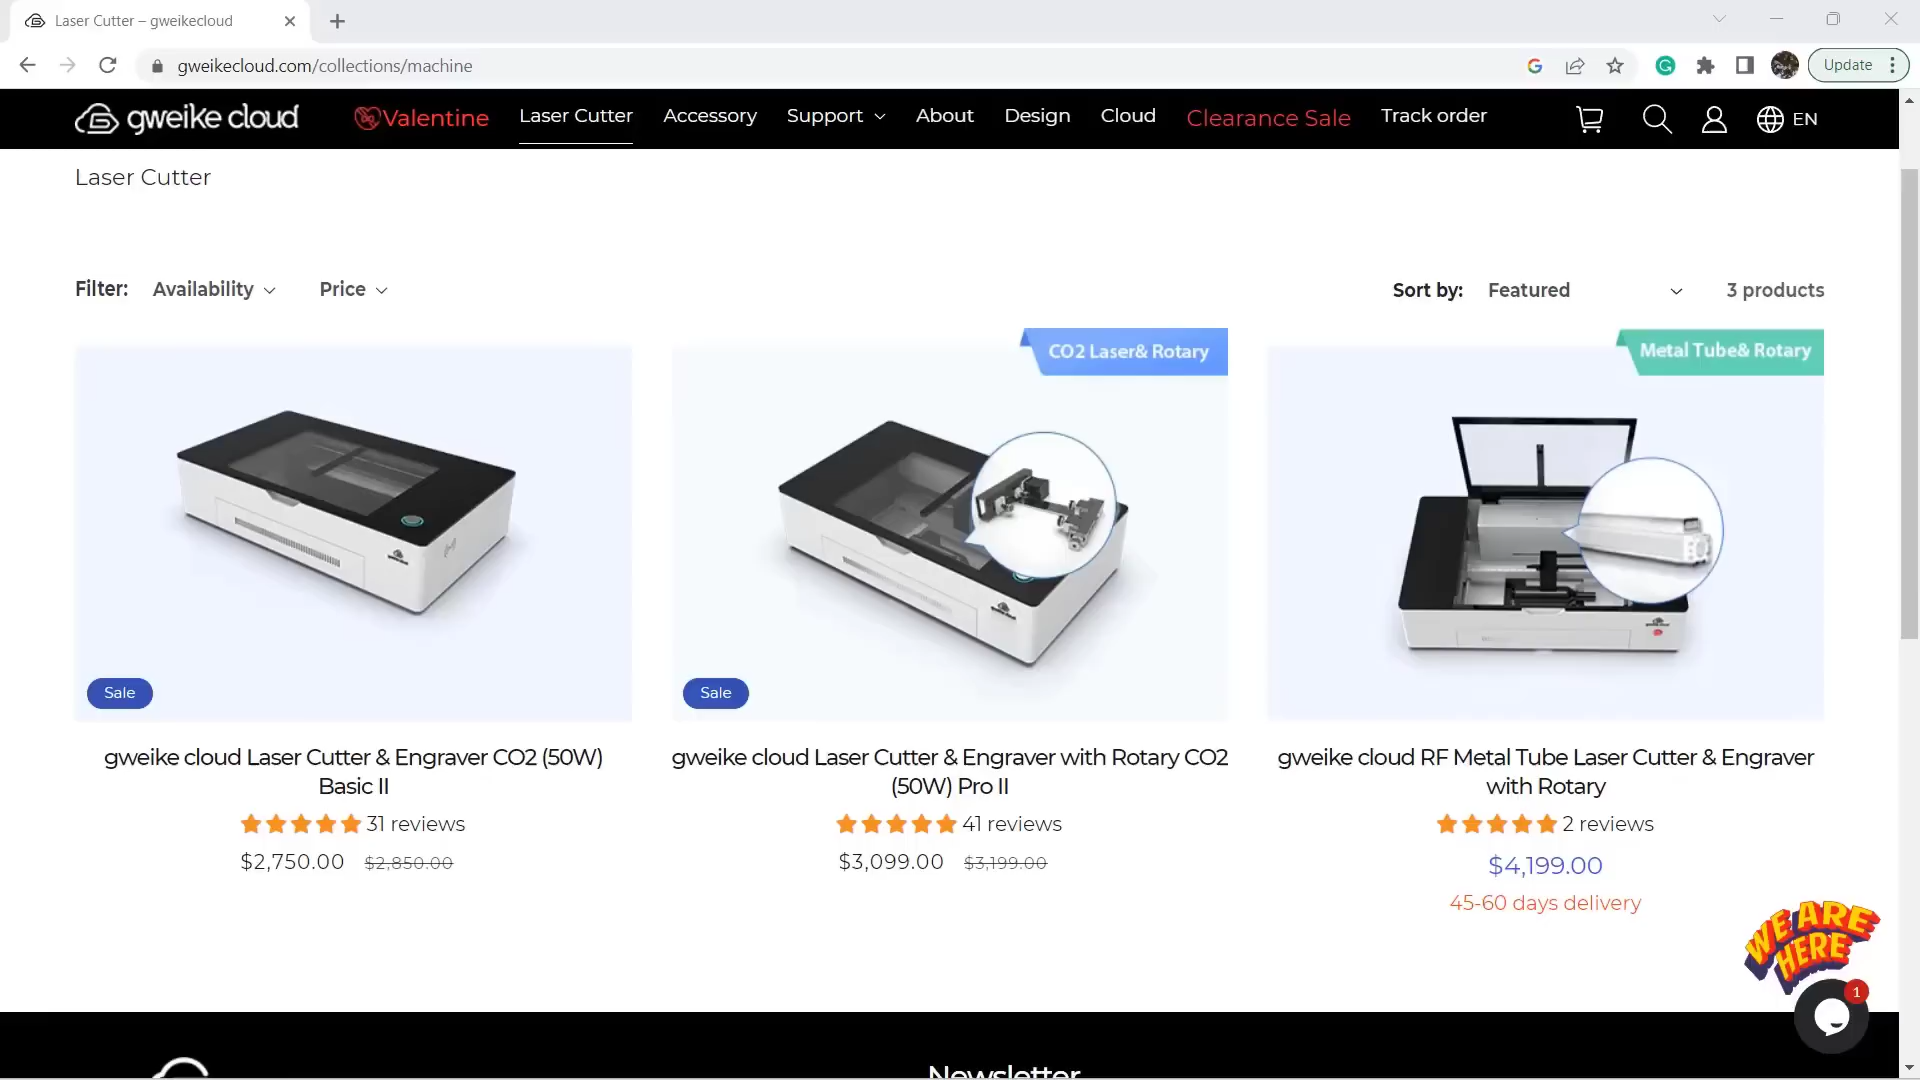 Laser Cutter – gweikecloud
gweikecloud.com/collections/machine
Update
gweike cloud
Valentine
Laser Cutter
Accessory
Support
About
Design
Cloud
Clearance Sale
Track order
EN
Laser Cutter
Filter:
Availability
Price
Sort by:
Featured
3 products
CO2 Laser& Rotary
Metal Tube& Rotary
Sale
Sale
gweike cloud Laser Cutter & Engraver CO2 (50W)
Basic II
31 reviews
$2,750.00 $2,850.00
gweike cloud Laser Cutter & Engraver with Rotary CO2
(50W) Pro II
41 reviews
$3,099.00 $3,199.00
gweike cloud RF Metal Tube Laser Cutter & Engraver
with Rotary
2 reviews
$4,199.00
45-60 days delivery
WE ARE
HERE
1
Newsletter